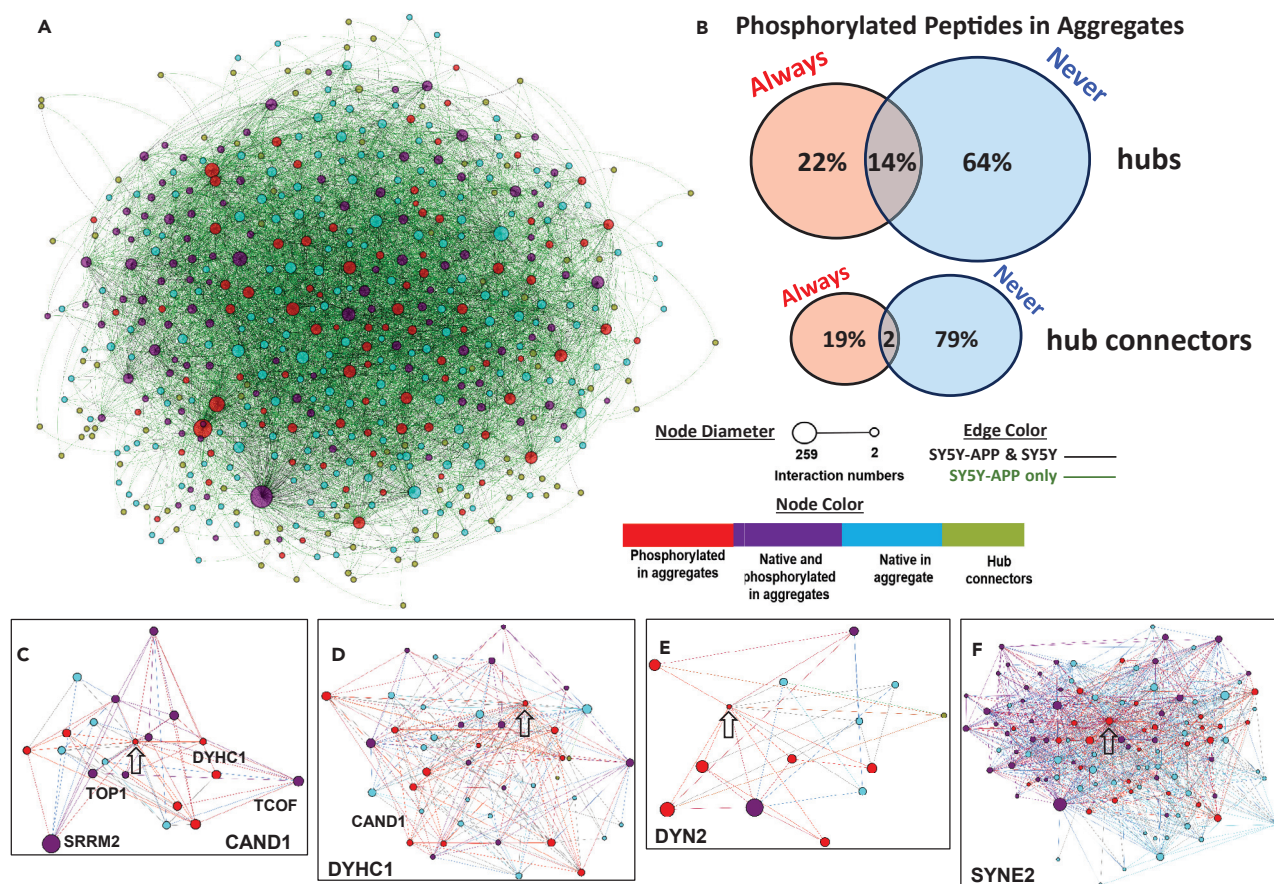 A
B
Phosphorylated Peptides in Aggregates
Always
Never
22%
14%
64%
hubs
Always
Never
19%
2
79%
hub connectors
Node Diameter
259
2
Interaction numbers
Edge Color
SY5Y-APP & SY5Y
SY5Y-APP only
Node Color
Phosphorylated
in aggregates
Native and
phosphorylated
in aggregates
Native in
aggregate
Hub
connectors
C
DYHC1
TOP1
TCOF
SRRM2
CAND1
D
CAND1
DYHC1
E
DYN2
F
SYNE2